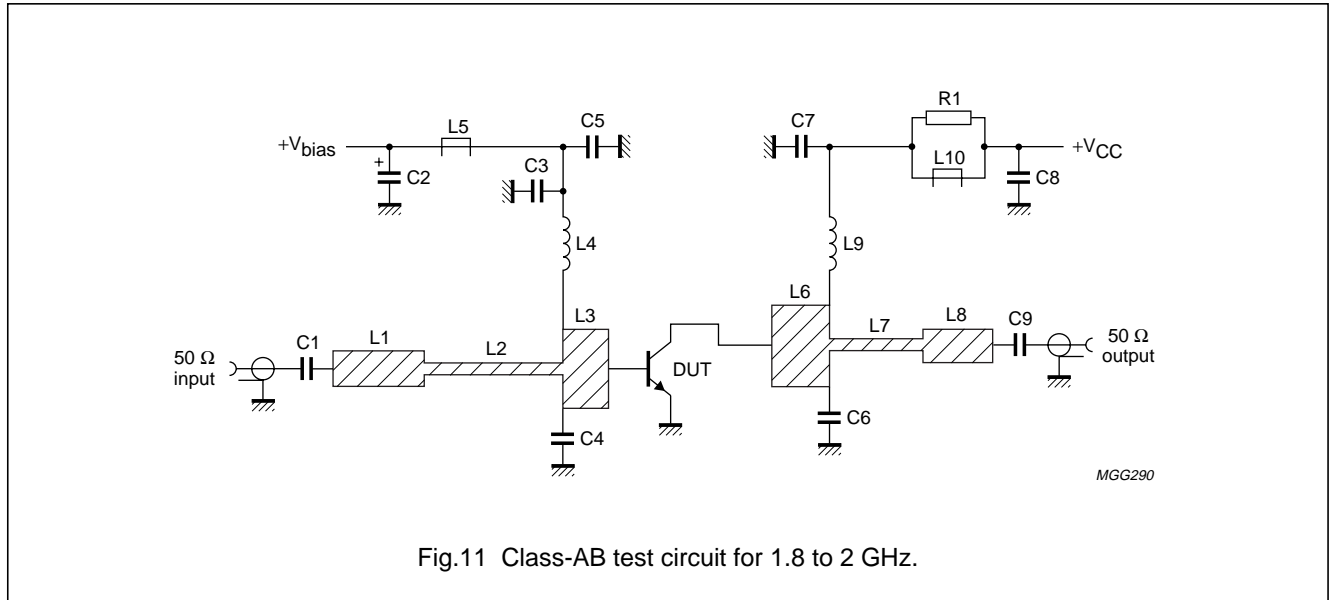 R1
C7
L5
C5
+V_bias
+V_CC
L10
C3
C2
C8
L4
L9
L6
L3
L8
C9
L7
L1
C1
L2
50 Ω
input
50 Ω
output
DUT
+
C6
C4
MGG290
Fig.11 Class-AB test circuit for 1.8 to 2 GHz.